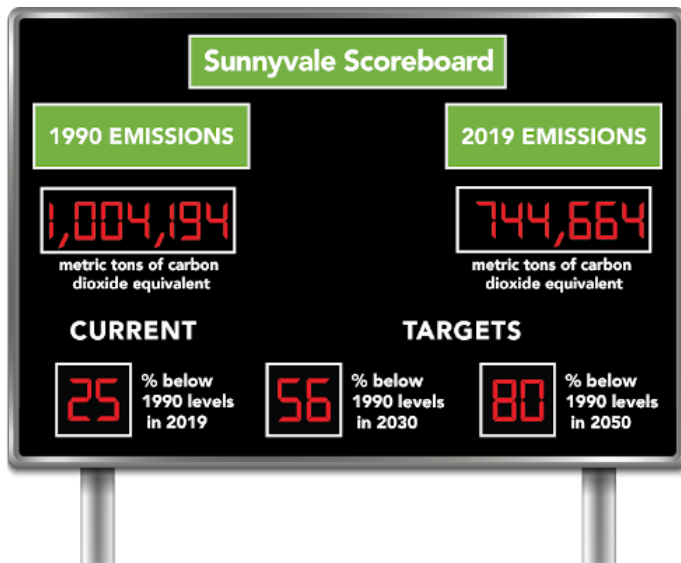 Sunnyvale Scoreboard
1990 EMISSIONS
2019 EMISSIONS
1,004,194
744,664
metric tons of carbon
dioxide equivalent
metric tons of carbon
dioxide equivalent
CURRENT
TARGETS
25
% below
1990 levels
in 2019
56
% below
1990 levels
in 2030
80
% below
1990 levels
in 2050